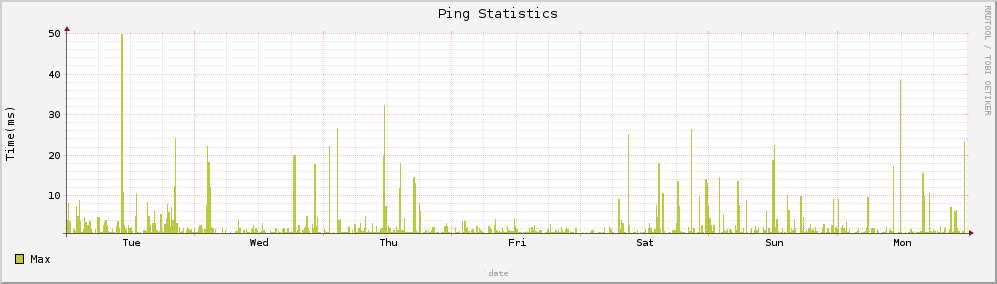 Ping Statistics
RRDTOOL / TOBI OETIKER
Time(ms)
50
40
30
20
10
Tue Wed Thu Fri Sat Sun Mon
Max
`date`